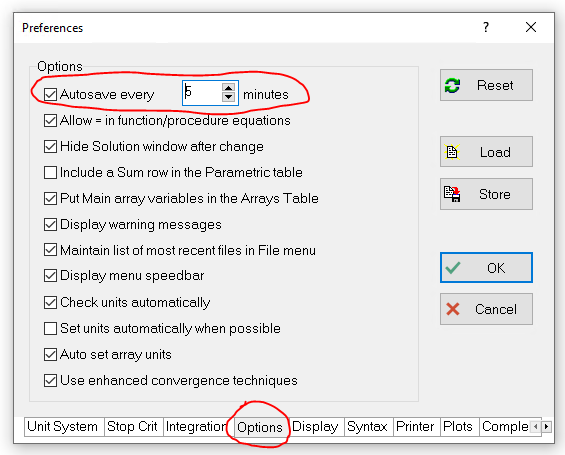 Preferences
?
Options
Autosave every 5 minutes
Allow = in function/procedure equations
Hide Solution window after change
Include a Sum row in the Parametric table
Put Main array variables in the Arrays Table
Display warning messages
Maintain list of most recent files in File menu
Display menu speedbar
Check units automatically
Set units automatically when possible
Auto set array units
Use enhanced convergence techniques
Reset
Load
Store
OK
Cancel
Unit System Stop Crit Integration Options Display Syntax Printer Plots Comple